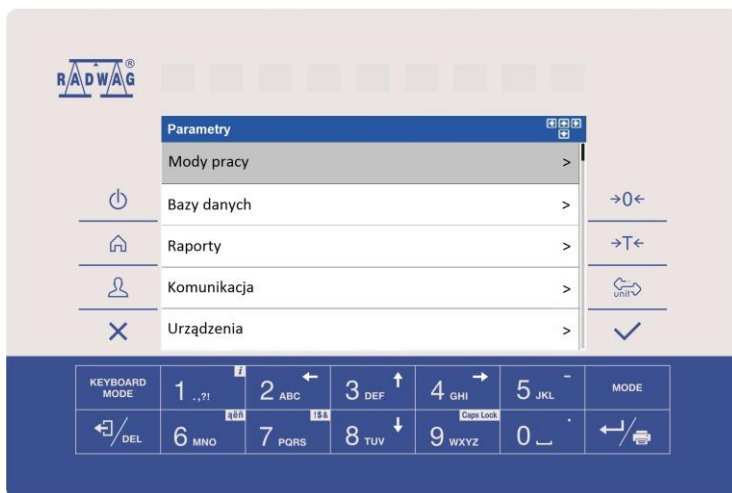 RADWAG®
Parametry
Mody pracy >
Bazy danych >
Raporty >
Komunikacja >
Urządzenia >
→0←
→T←
unit
KEYBOARD MODE
1 .,?! i
2 ABC ←
3 DEF ↑
4 GHI →
5 JKL -
MODE
DEL
6 MNO ąëñ
7 PQRS !$&
8 TUV ↓
9 WXYZ Caps Lock
0 ⎵ .